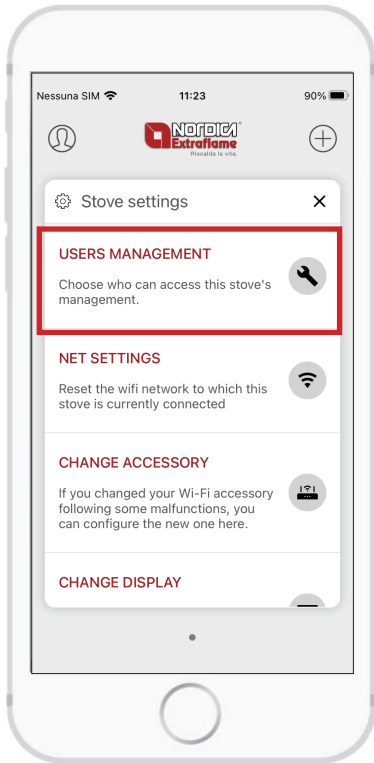 Nessuna SIM 11:23 90%
NORDICA
Extraflame
Riscalda la vita.
Stove settings
USERS MANAGEMENT
Choose who can access this stove's
management.
NET SETTINGS
Reset the wifi network to which this
stove is currently connected
CHANGE ACCESSORY
If you changed your Wi-Fi accessory
following some malfunctions, you
can configure the new one here.
CHANGE DISPLAY